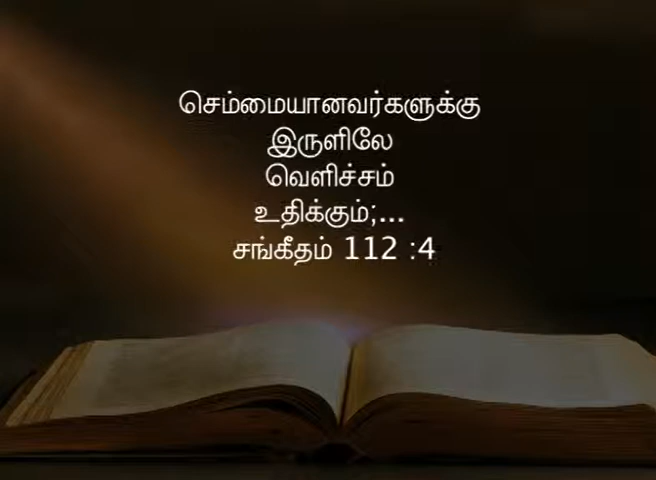 செம்மையானவர்களுக்கு
இருளிலே
வெளிச்சம்
உதிக்கும்;...
சங்கீதம் 112 :4